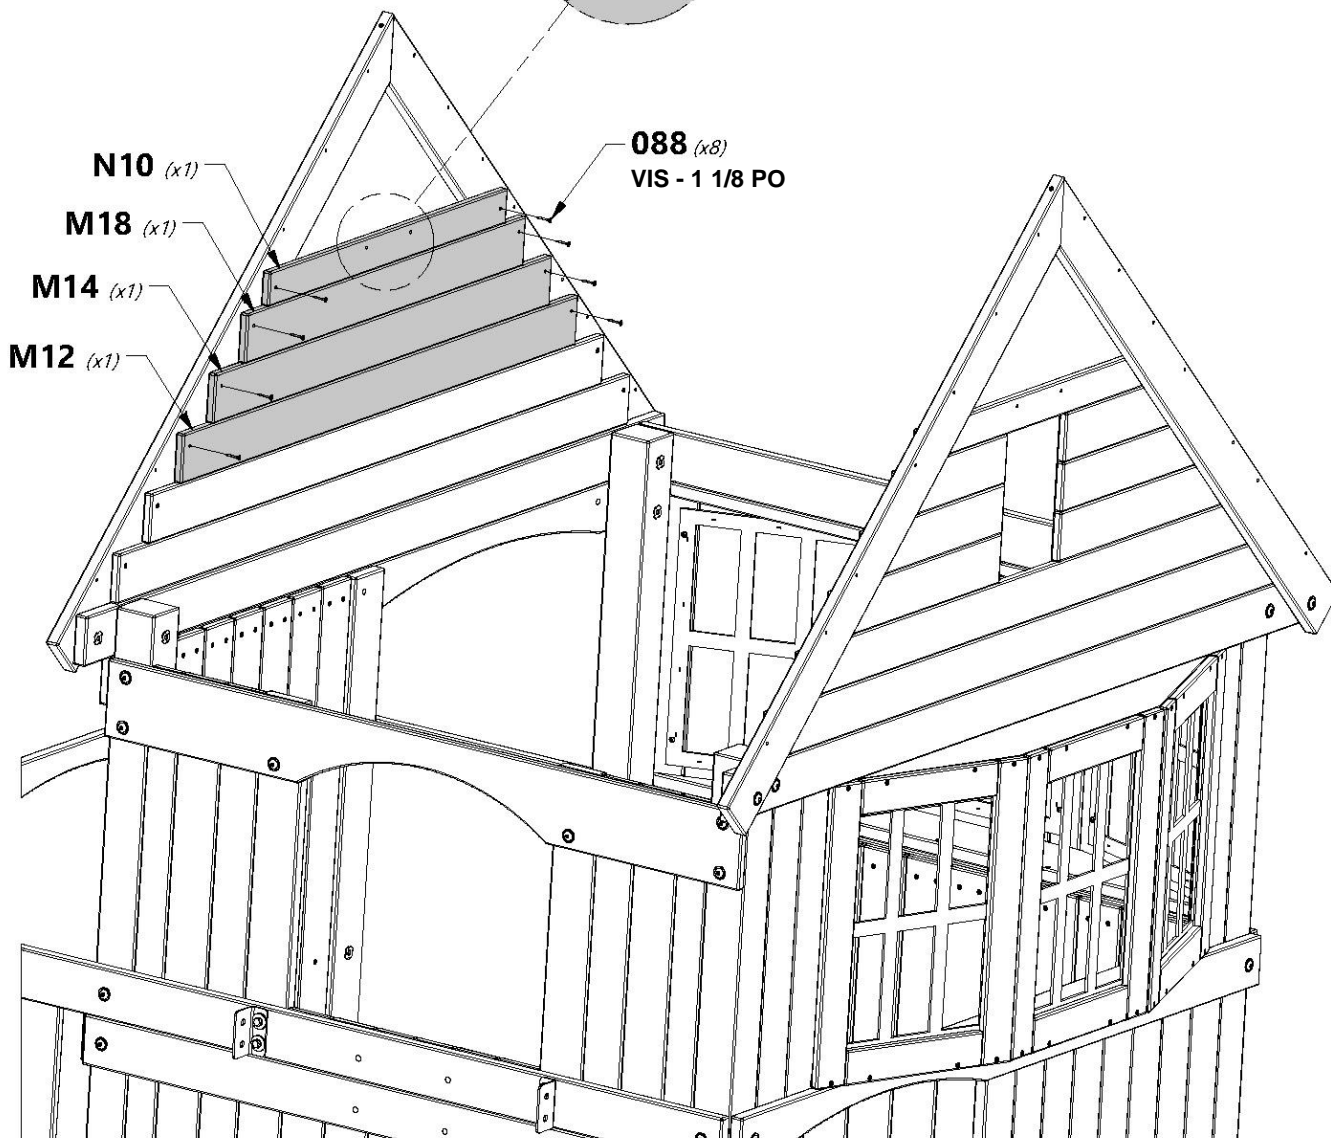 N10 (x1)
088 (x8)
VIS - 1 1/8 PO
M18 (x1)
M14 (x1)
M12 (x1)